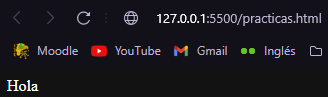 127.0.0.1:5500/practicas.html
Moodle YouTube Gmail Inglés
Hola